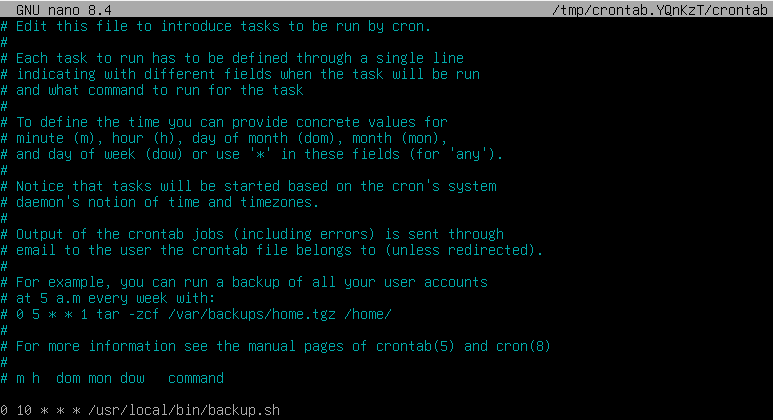 GNU nano 8.4 /tmp/crontab.YQnKzT/crontab
# Edit this file to introduce tasks to be run by cron.
#
# Each task to run has to be defined through a single line
# indicating with different fields when the task will be run
# and what command to run for the task
#
# To define the time you can provide concrete values for
# minute (m), hour (h), day of month (dom), month (mon),
# and day of week (dow) or use '*' in these fields (for 'any').
#
# Notice that tasks will be started based on the cron's system
# daemon's notion of time and timezones.
#
# Output of the crontab jobs (including errors) is sent through
# email to the user the crontab file belongs to (unless redirected).
#
# For example, you can run a backup of all your user accounts
# at 5 a.m every week with:
# 0 5 * * 1 tar -zcf /var/backups/home.tgz /home/
#
# For more information see the manual pages of crontab(5) and cron(8)
#
# m h  dom mon dow   command
0 10 * * * /usr/local/bin/backup.sh